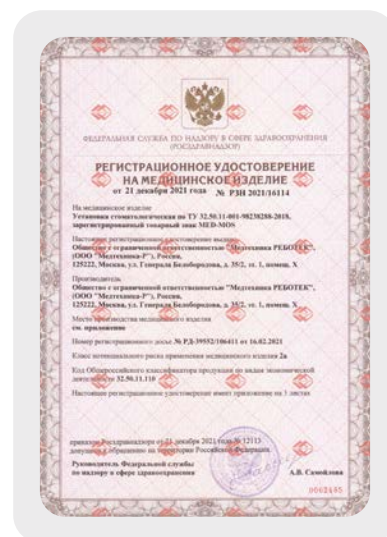 ФЕДЕРАЛЬНАЯ СЛУЖБА ПО НАДЗОРУ В СФЕРЕ ЗДРАВООХРАНЕНИЯ
(РОСЗДРАВНАДЗОР)
РЕГИСТРАЦИОННОЕ УДОСТОВЕРЕНИЕ
НА МЕДИЦИНСКОЕ ИЗДЕЛИЕ
от 21 декабря 2021 года № РЗН 2021/16114
На медицинское изделие
Установка стоматологическая по ТУ 32.50.11-001-98238288-2018,
зарегистрированный товарный знак MED-MOS
Настоящее регистрационное удостоверение выдано
Общество с ограниченной ответственностью "Медтехника РЕБОТЕК",
(ООО "Медтехника-Р"), Россия,
125222, Москва, ул. Генерала Белобородова, д. 35/2, эт. 1, помещ. X
Производитель
Общество с ограниченной ответственностью "Медтехника РЕБОТЕК",
(ООО "Медтехника-Р"), Россия,
125222, Москва, ул. Генерала Белобородова, д. 35/2, эт. 1, помещ. X
Место производства медицинского изделия
см. приложение
Номер регистрационного досье № РД-39552/106411 от 16.02.2021
Класс потенциального риска применения медицинского изделия 2а
Код Общероссийского классификатора продукции по видам экономической
деятельности 32.50.11.110
Настоящее регистрационное удостоверение имеет приложение на 3 листах
приказом Росздравнадзора от 21 декабря 2021 года № 12113
допущено к обращению на территории Российской Федерации.
Руководитель Федеральной службы
по надзору в сфере здравоохранения
А.В. Самойлова
0062495